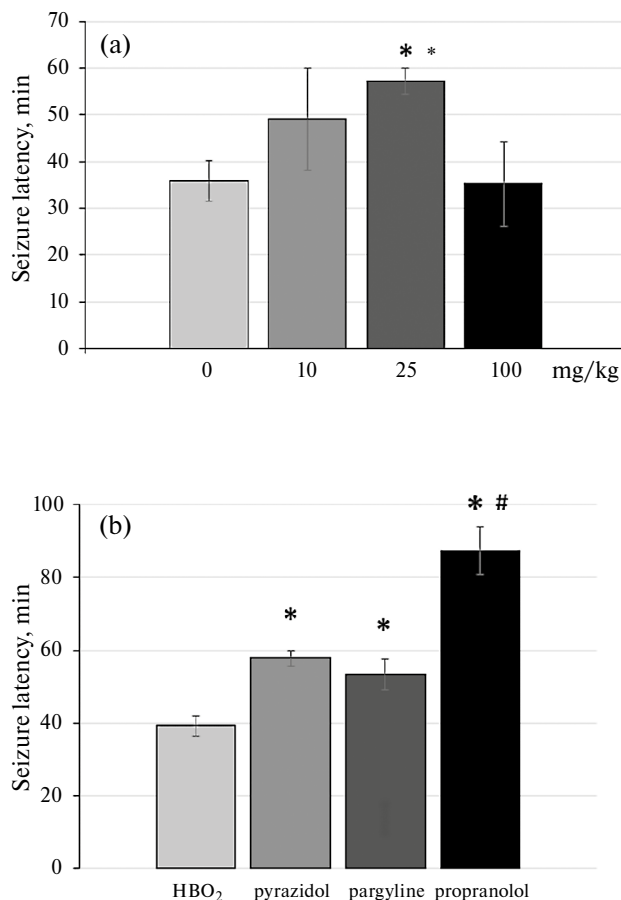 Seizure latency, min
(a)
70
60
50
40
30
20
10
0
* *
0 10 25 100 mg/kg
Seizure latency, min
(b)
100
80
60
40
20
0
* * * #
HBO₂ pyrazidol pargyline propranolol